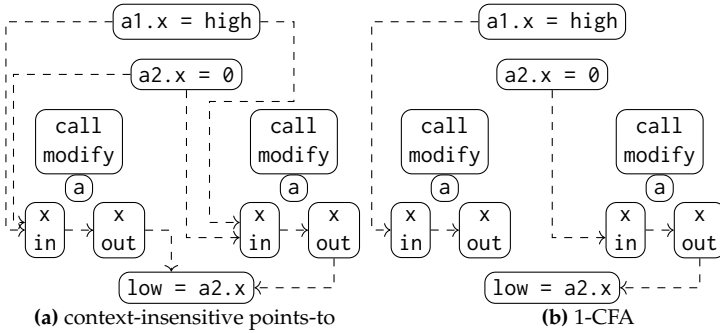 a1.x = high
a1.x = high
a2.x = 0
a2.x = 0
call
modify
call
modify
call
modify
call
modify
a
a
a
a
x
in
x
out
x
in
x
out
x
in
x
out
x
in
x
out
low = a2.x
low = a2.x
(a) context-insensitive points-to
(b) 1-CFA